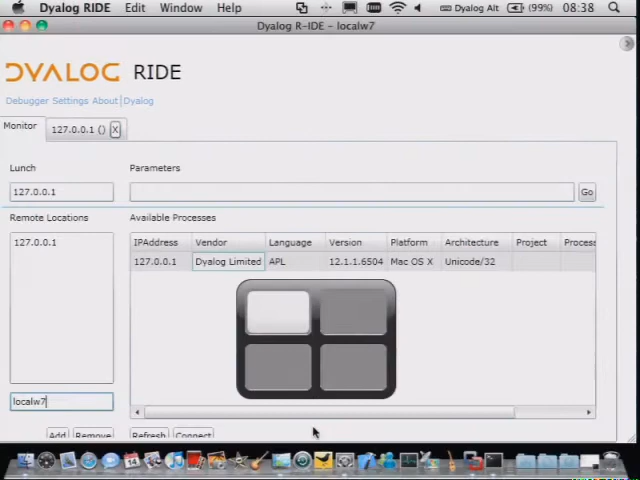 Dyalog RIDE Edit Window Help Dyalog Alt (99%) 08:38
Dyalog R-IDE - localw7
DYALOG RIDE
Debugger Settings About Dyalog
Monitor 127.0.0.1 () X
Lunch Parameters
127.0.0.1 Go
Remote Locations Available Processes
127.0.0.1
IPAddress Vendor Language Version Platform Architecture Project Process
127.0.0.1 Dyalog Limited APL 12.1.1.6504 Mac OS X Unicode/32
localw7
Add Remove Refresh Connect
14